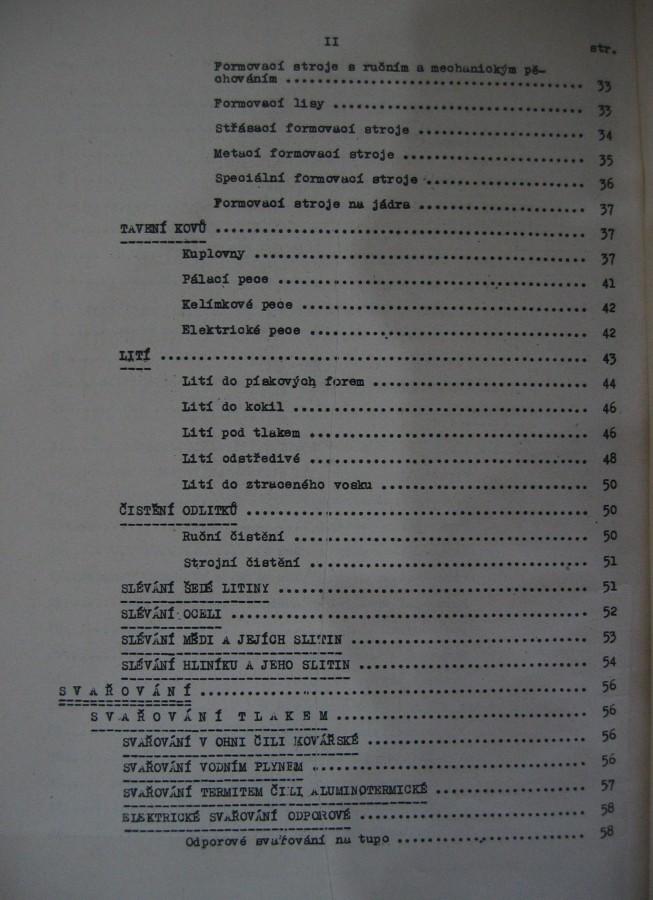 II
str.
Formovací stroje s ručním a mechanickým pě-
chováním ........ 33
Formovací lisy ........ 33
Střásací formovací stroje ........ 34
Metací formovací stroje ........ 35
Speciální formovací stroje ........ 36
Formovací stroje na jádra ........ 37
TAVENÍ KOVŮ ........ 37
Kuplovny ........ 37
Pálací pece ........ 41
Kelímkové pece ........ 42
Elektrické pece ........ 42
LITÍ ........ 43
Lití do pískových forem ........ 44
Lití do kokil ........ 46
Lití pod tlakem ........ 46
Lití odstředivé ........ 48
Lití do ztraceného vosku ........ 50
ČISTĚNÍ ODLITKŮ ........ 50
Ruční čistění ........ 50
Strojní čistění ........ 51
SLÉVÁNÍ ŠEDÉ LITINY ........ 51
SLÉVÁNÍ OCELI ........ 52
SLÉVÁNÍ MĚDI A JEJÍCH SLITIN ........ 53
SLÉVÁNÍ HLINÍKU A JEHO SLITIN ........ 54
S V A Ř O V Á N Í ........ 56
S V A Ř O V Á N Í  T L A K E M ........ 56
SVAŘOVÁNÍ V OHNI ČILI KOVÁŘSKÉ ........ 56
SVAŘOVÁNÍ VODNÍM PLYNEM ........ 56
SVAŘOVÁNÍ TERMITEM ČILI ALUMINOTERMICKÉ ........ 57
ELEKTRICKÉ SVAŘOVÁNÍ ODPOROVÉ ........ 58
Odporové svařování na tupo ........ 58